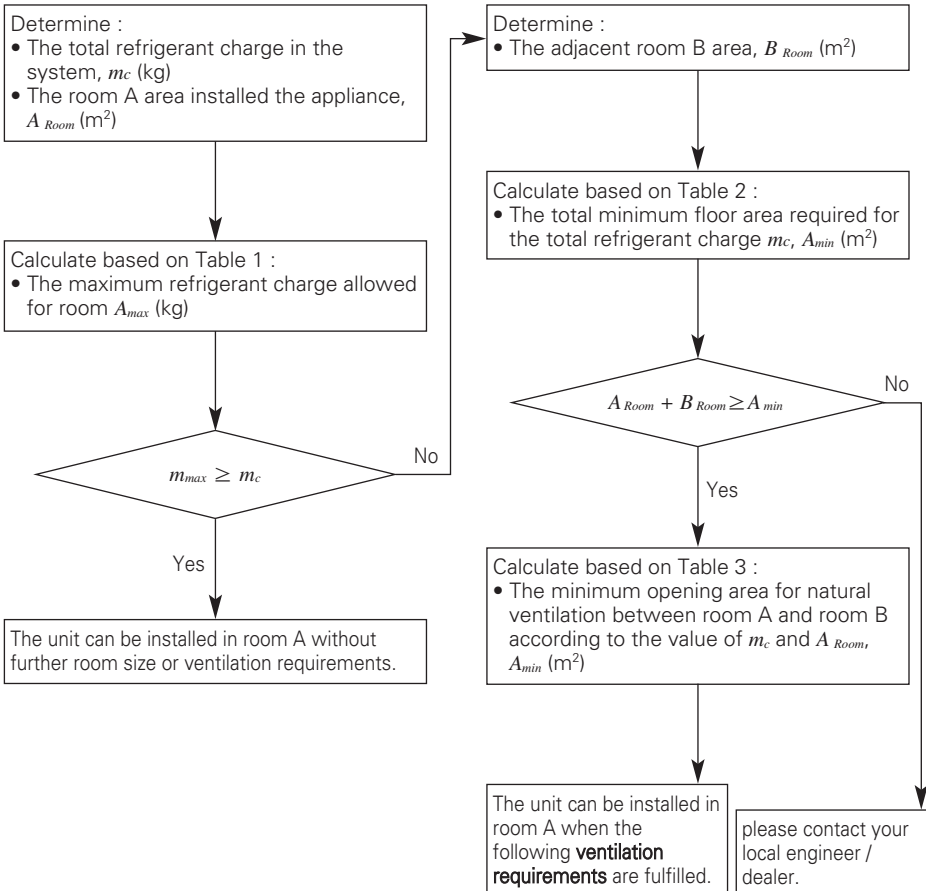 Determine :
• The total refrigerant charge in the
system, mc (kg)
• The room A area installed the appliance,
A Room (m²)
Calculate based on Table 1 :
• The maximum refrigerant charge allowed
for room Amax (kg)
mmax ≥ mc
No
Yes
The unit can be installed in room A without
further room size or ventilation requirements.
Determine :
• The adjacent room B area, B Room (m²)
Calculate based on Table 2 :
• The total minimum floor area required for
the total refrigerant charge mc, Amin (m²)
A Room + B Room ≥ A min
No
Yes
Calculate based on Table 3 :
• The minimum opening area for natural
ventilation between room A and room B
according to the value of mc and A Room,
Amin (m²)
The unit can be installed in
room A when the
following ventilation
requirements are fulfilled.
please contact your
local engineer /
dealer.